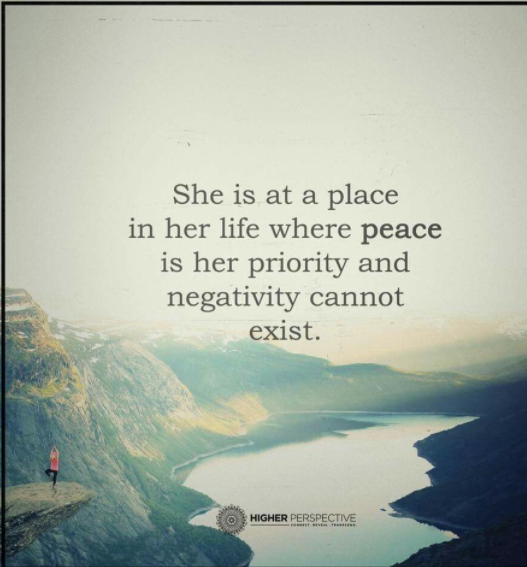 She is at a place
in her life where peace
is her priority and
negativity cannot
exist.
HIGHER PERSPECTIVE
CONNECT. REVEAL. TRANSCEND.